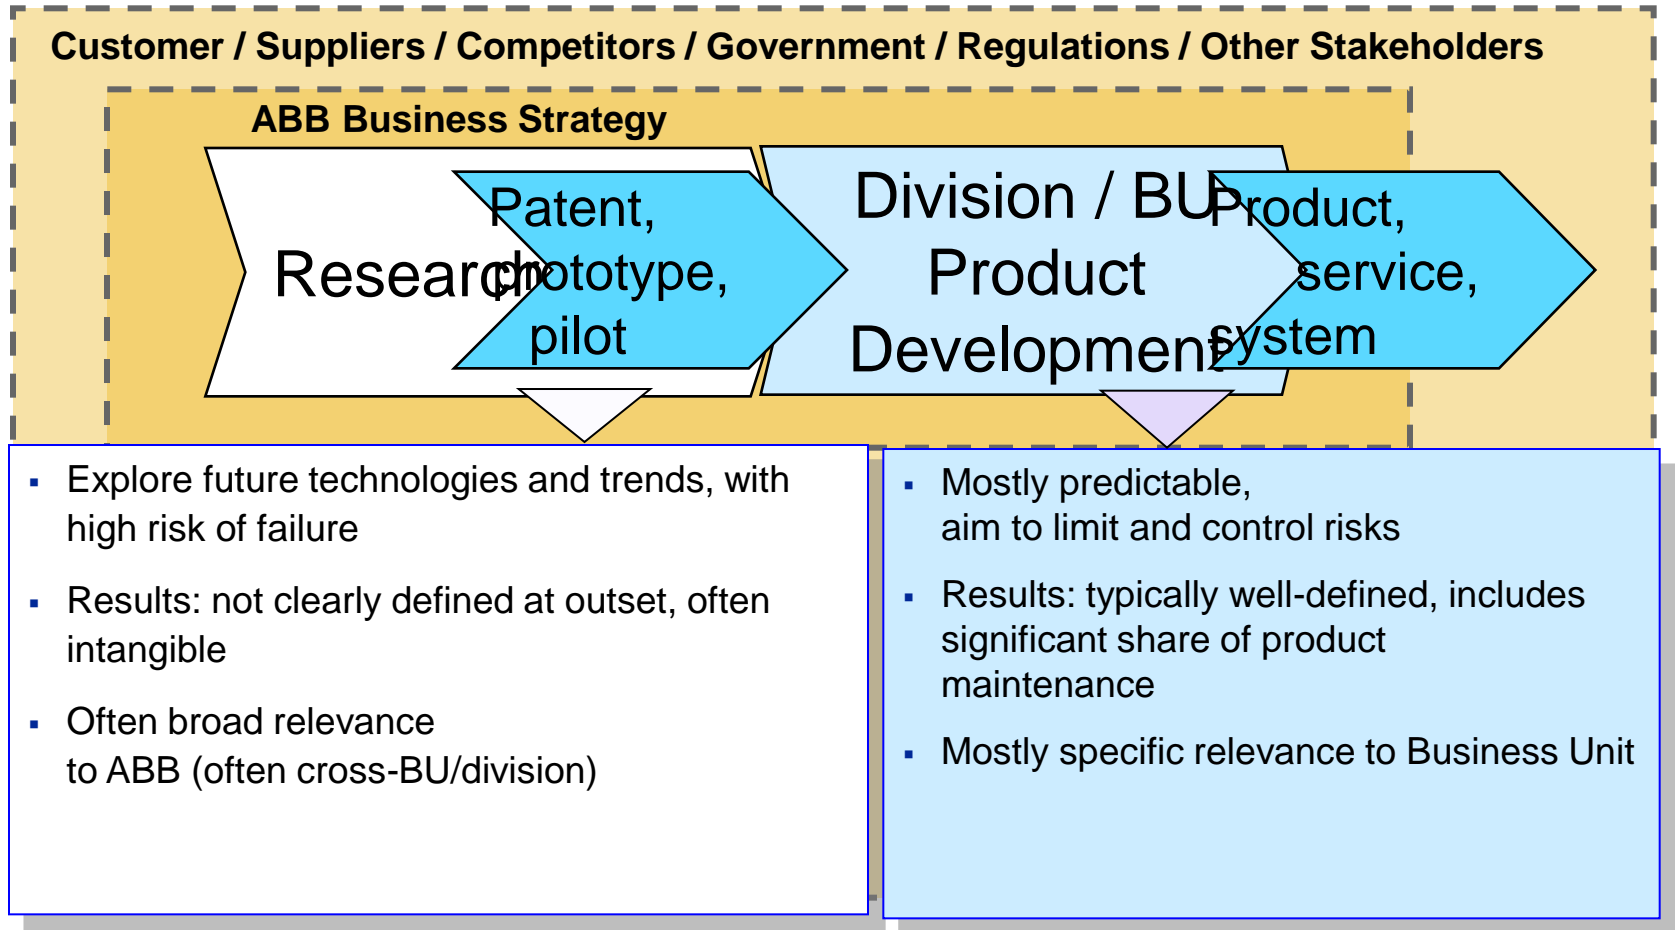 Customer / Suppliers / Competitors / Government / Regulations / Other Stakeholders
ABB Business Strategy
Research
Patent,
prototype,
pilot
Division / BU
Product
Development
Product,
service,
system
▪ Explore future technologies and trends, with
high risk of failure
▪ Results: not clearly defined at outset, often
intangible
▪ Often broad relevance
to ABB (often cross-BU/division)
▪ Mostly predictable,
aim to limit and control risks
▪ Results: typically well-defined, includes
significant share of product
maintenance
▪ Mostly specific relevance to Business Unit